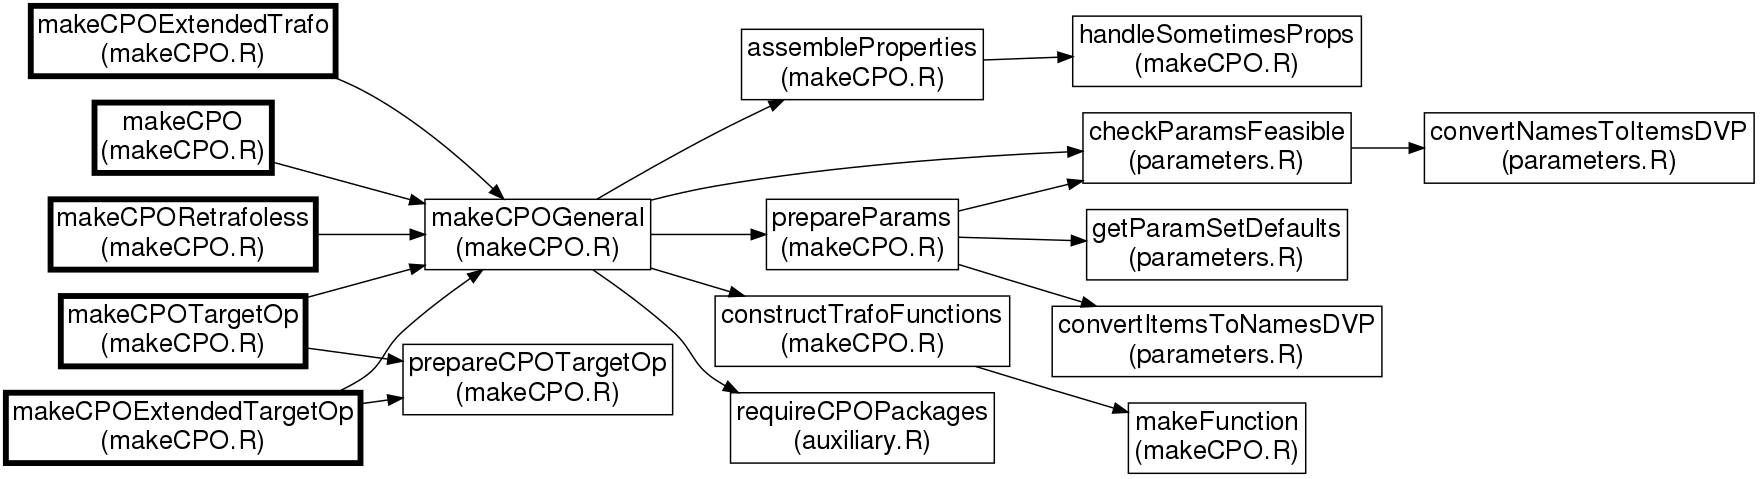 makeCPOExtendedTrafo
(makeCPO.R)
makeCPO
(makeCPO.R)
makeCPORetrafoless
(makeCPO.R)
makeCPOTargetOp
(makeCPO.R)
makeCPOExtendedTargetOp
(makeCPO.R)
makeCPOGeneral
(makeCPO.R)
prepareCPOTargetOp
(makeCPO.R)
assembleProperties
(makeCPO.R)
prepareParams
(makeCPO.R)
constructTrafoFunctions
(makeCPO.R)
requireCPOPackages
(auxiliary.R)
handleSometimesProps
(makeCPO.R)
checkParamsFeasible
(parameters.R)
getParamSetDefaults
(parameters.R)
convertItemsToNamesDVP
(parameters.R)
makeFunction
(makeCPO.R)
convertNamesToItemsDVP
(parameters.R)